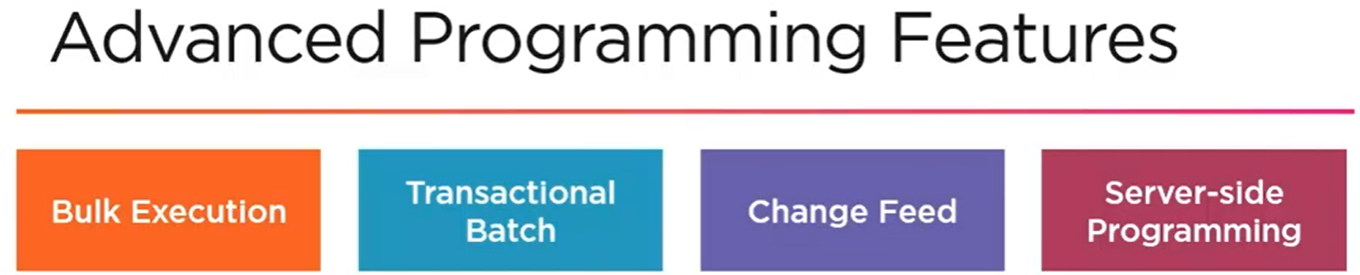 Advanced Programming Features
Bulk Execution
Transactional
Batch
Change Feed
Server-side
Programming